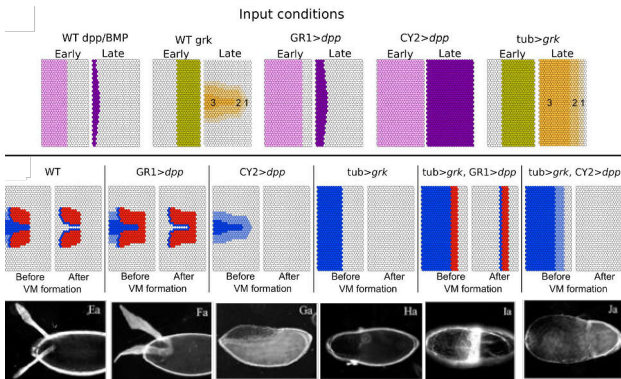 Input conditions
WT dpp/BMP WT grk GR1>dpp CY2>dpp tub>grk
Early Late Early Late Early Late Early Late Early Late
3 2 1 3 2 1
WT GR1>dpp CY2>dpp tub>grk tub>grk, GR1>dpp tub>grk, CY2>dpp
Before After Before After Before After Before After Before After Before After
VM formation VM formation VM formation VM formation VM formation VM formation
Ea Fa Ga Ha Ia Ja